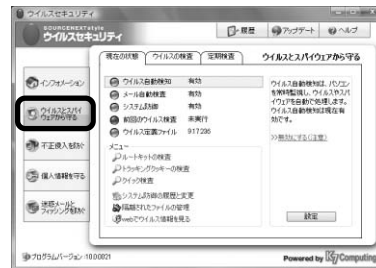 ウイルスセキュリティ
SOURCENEXT style
ウイルスセキュリティ
履歴
アップデート
ヘルプ
現在の状態
ウイルスの検査
定期検査
ウイルスとスパイウェアから守る
インフォメーション
ウイルスとスパイ
ウェアから守る
不正侵入を防ぐ
個人情報を守る
迷惑メールと
フィッシングを防ぐ
ウイルス自動検知 有効
メール自動検査 有効
システム防御 有効
前回のウイルス検査 未実行
ウイルス定義ファイル 9.17.236
メニュー
ルートキットの検査
トラッキングクッキーの検査
クイック検査
システム防御の履歴と変更
隔離されたファイルの管理
webでウイルス情報を見る
ウイルス自動検知は、パソコン
を常時監視し、ウイルスやスパ
イウェアを自動で処理します。
ウイルス自動検知は現在有
効です。
>>無効にする(注意)
設定
プログラムバージョン:10.0.0021
Powered by K7Computing